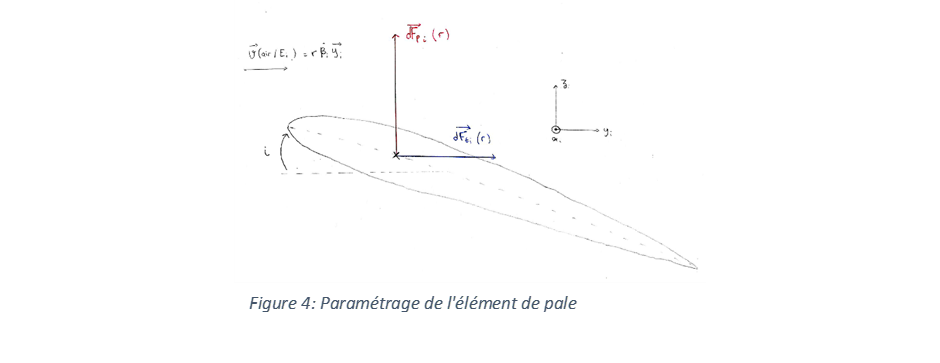 dF⃗pᵢ (r)
v⃗(air/Eᵢ) = r β̇ᵢ y⃗ᵢ
zᵢ
dF⃗tᵢ (r)
yᵢ
xᵢ
i
Figure 4: Paramétrage de l'élément de pale